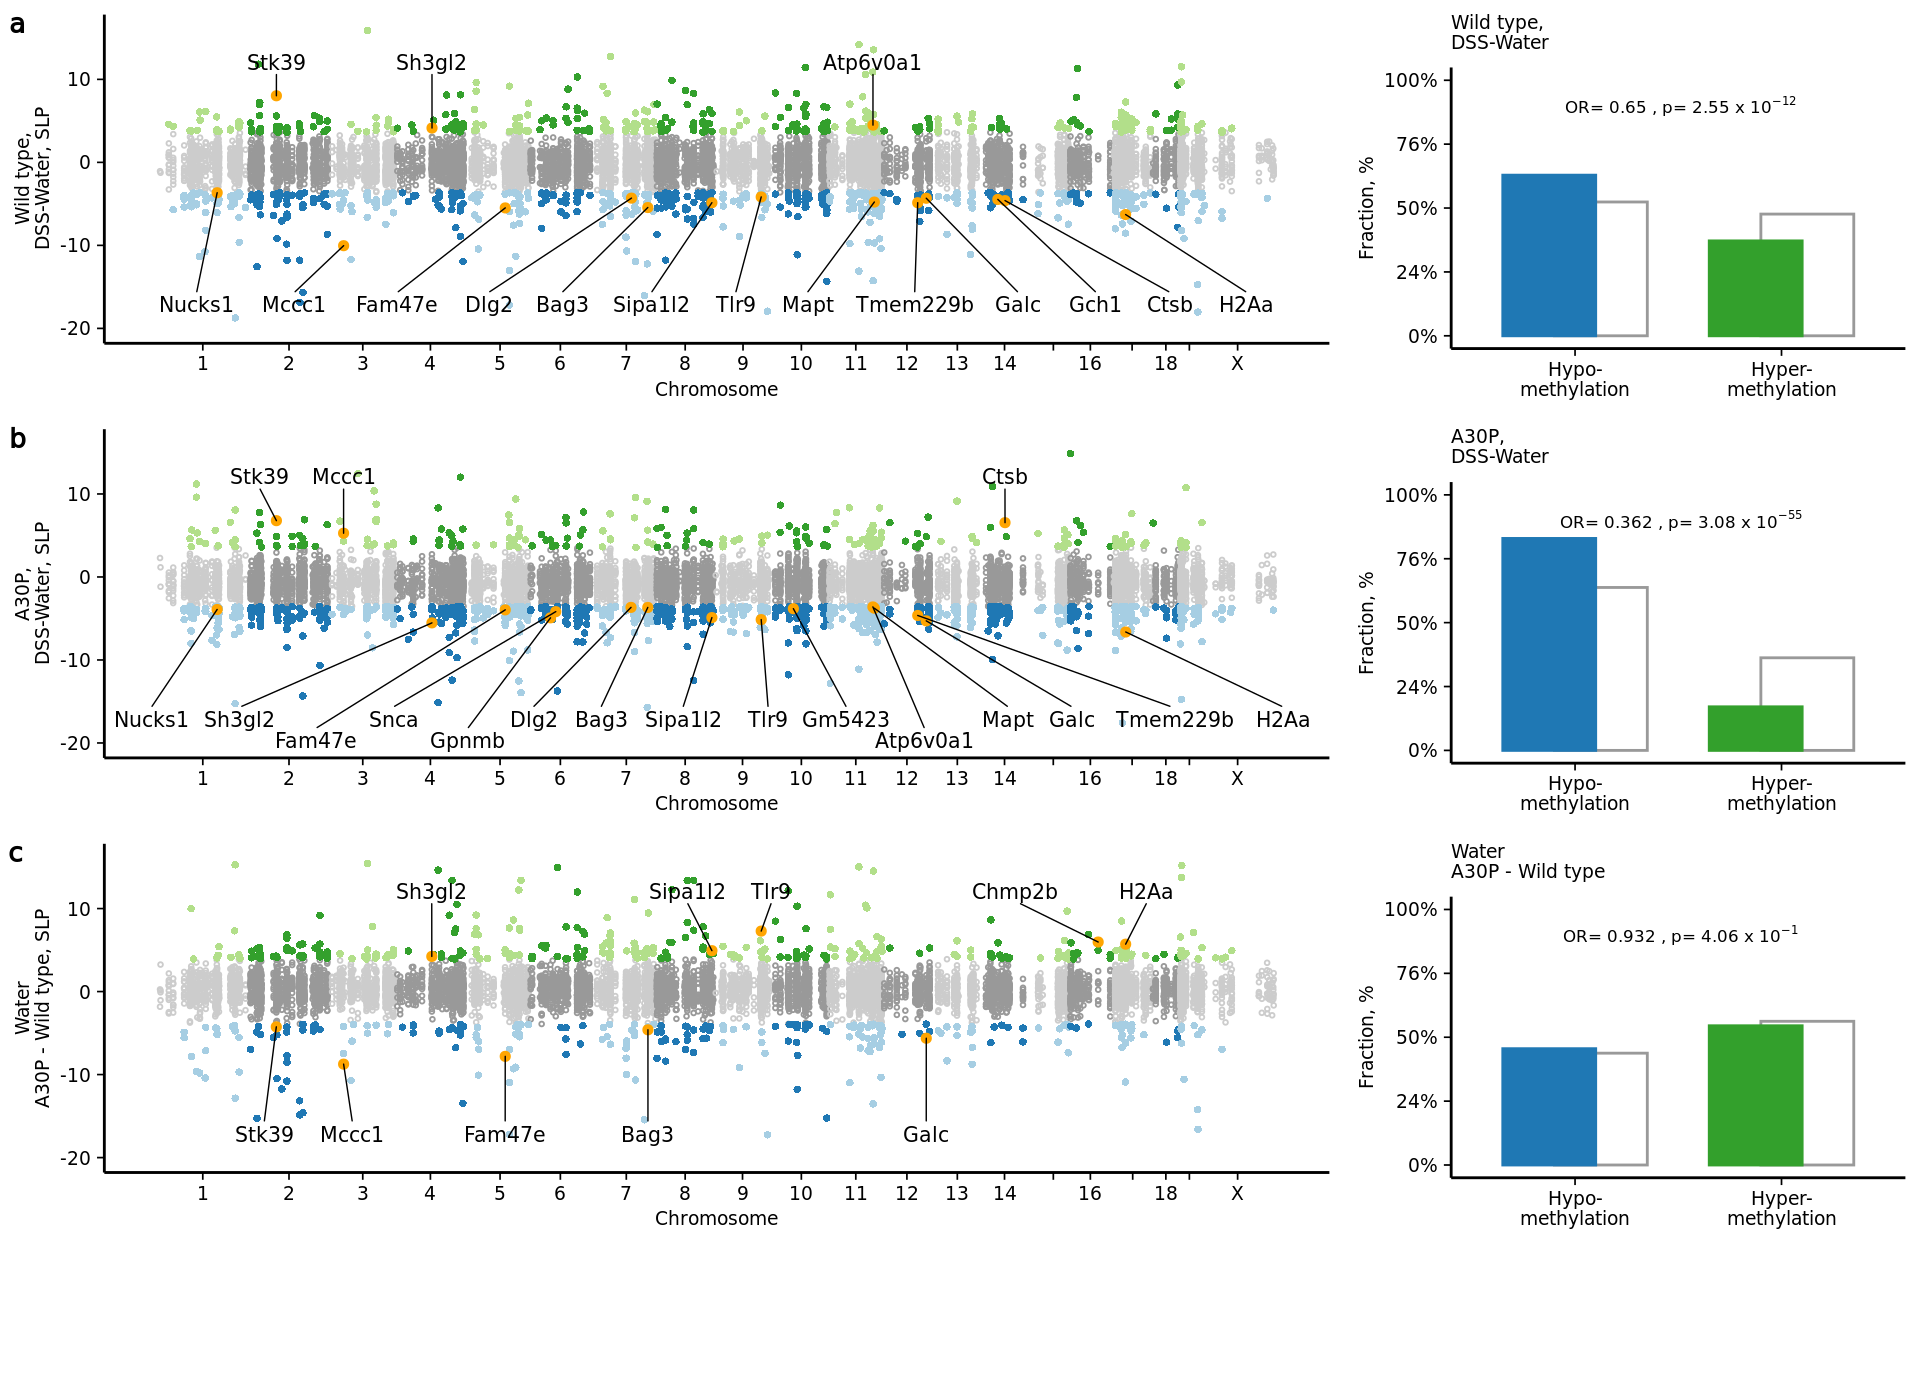 a
Wild type,
DSS-Water, SLP
10
0
-10
-20
Stk39
Sh3gl2
Atp6v0a1
Nucks1
Mccc1
Fam47e
Dlg2
Bag3
Sipa1l2
Tlr9
Mapt
Tmem229b
Galc
Gch1
Ctsb
H2Aa
1 2 3 4 5 6 7 8 9 10 11 12 13 14 16 18 X
Chromosome
Wild type,
DSS-Water
Fraction, %
100%
76%
50%
24%
0%
OR= 0.65 , p= 2.55 x 10⁻¹²
Hypo-
methylation
Hyper-
methylation
b
A30P,
DSS-Water, SLP
10
0
-10
-20
Stk39
Mccc1
Ctsb
Nucks1
Sh3gl2
Fam47e
Snca
Gpnmb
Dlg2
Bag3
Sipa1l2
Tlr9
Gm5423
Atp6v0a1
Mapt
Galc
Tmem229b
H2Aa
1 2 3 4 5 6 7 8 9 10 11 12 13 14 16 18 X
Chromosome
A30P,
DSS-Water
Fraction, %
100%
76%
50%
24%
0%
OR= 0.362 , p= 3.08 x 10⁻⁵⁵
Hypo-
methylation
Hyper-
methylation
c
Water
A30P - Wild type, SLP
10
0
-10
-20
Sh3gl2
Sipa1l2
Tlr9
Chmp2b
H2Aa
Stk39
Mccc1
Fam47e
Bag3
Galc
1 2 3 4 5 6 7 8 9 10 11 12 13 14 16 18 X
Chromosome
Water
A30P - Wild type
Fraction, %
100%
76%
50%
24%
0%
OR= 0.932 , p= 4.06 x 10⁻¹
Hypo-
methylation
Hyper-
methylation